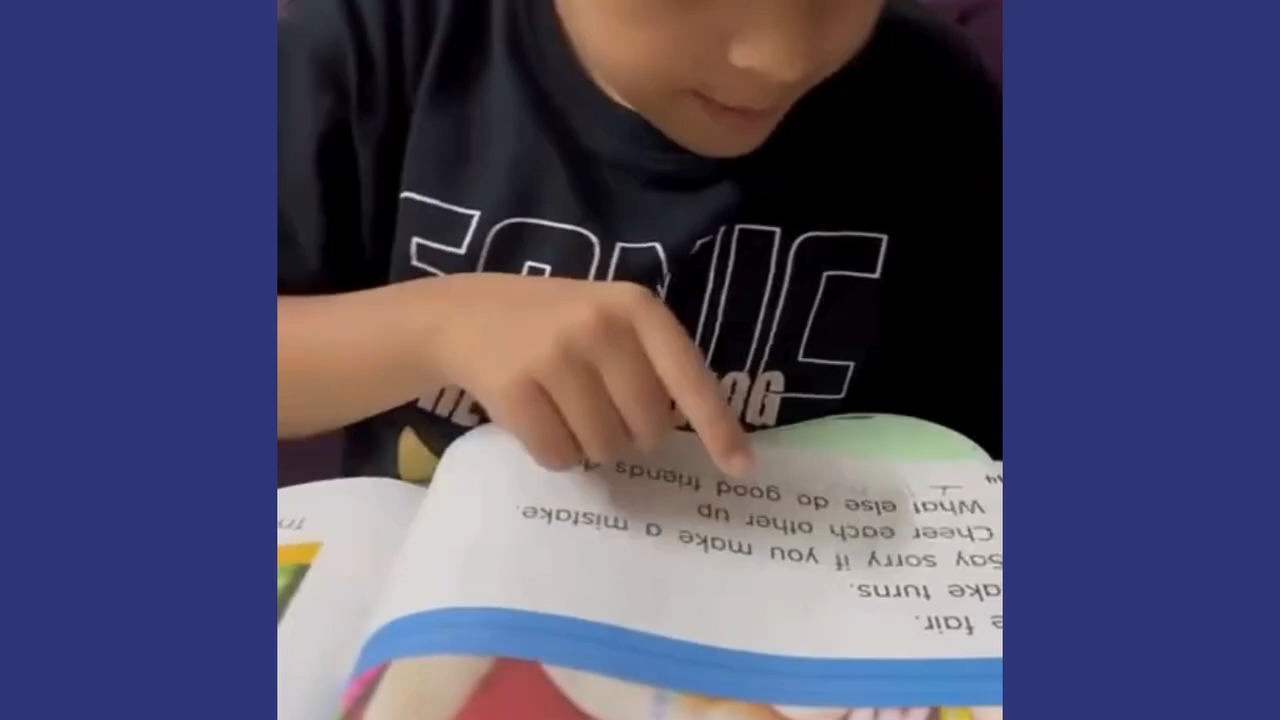 SONIC
e fair.
ake turns.
Say sorry if you make a mistake.
Cheer each other up
What else do good friends